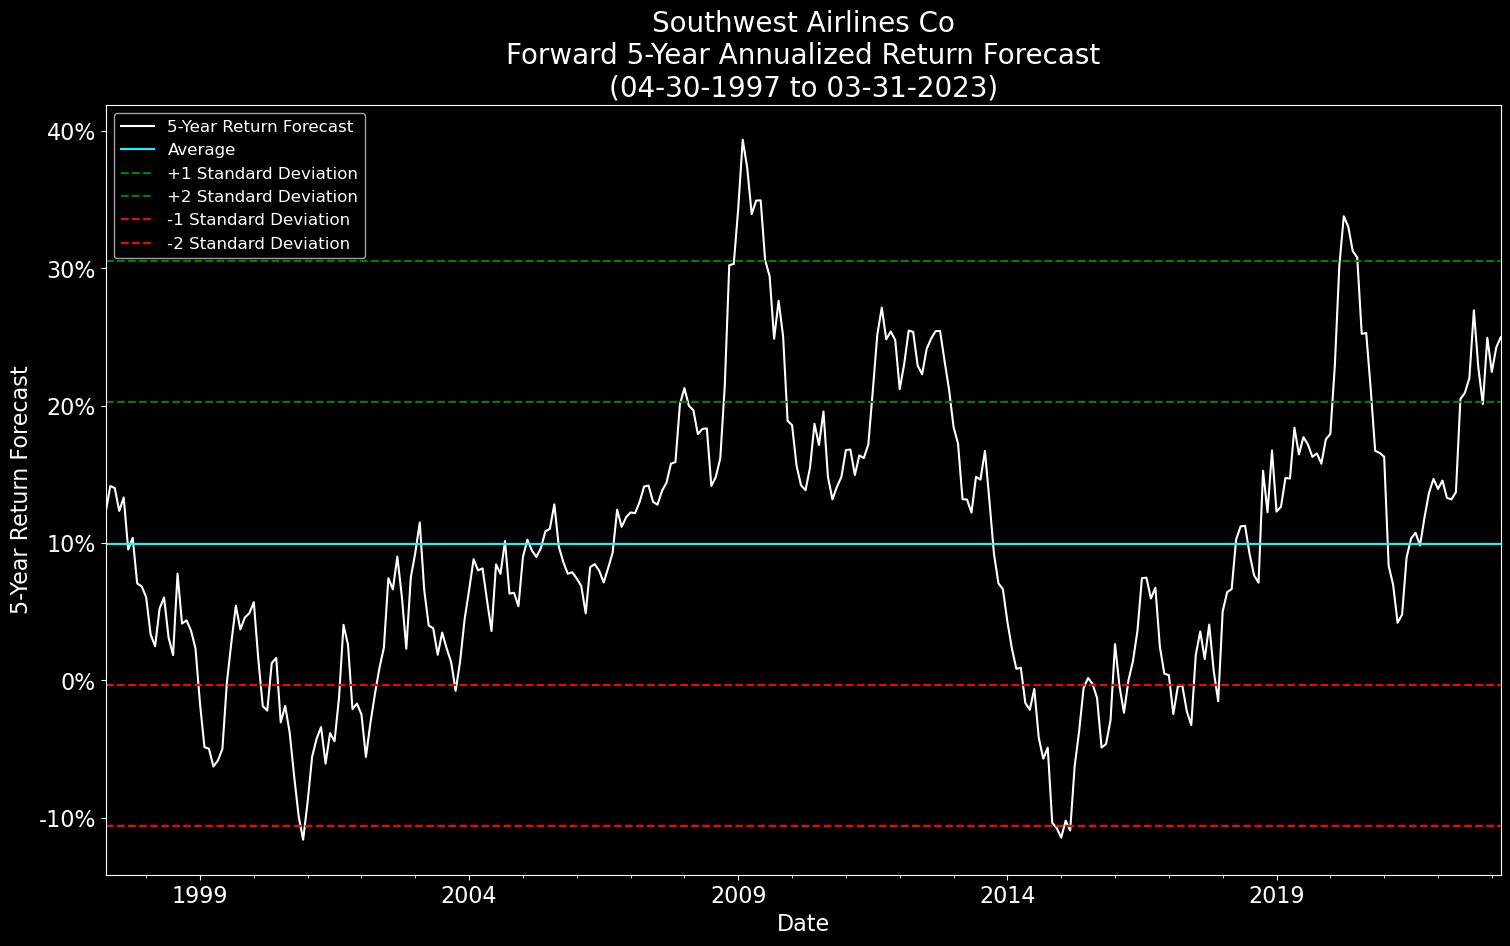 Southwest Airlines Co
Forward 5-Year Annualized Return Forecast
(04-30-1997 to 03-31-2023)
5-Year Return Forecast
Average
+1 Standard Deviation
+2 Standard Deviation
-1 Standard Deviation
-2 Standard Deviation
40%
30%
20%
10%
0%
-10%
5-Year Return Forecast
1999
2004
2009
2014
2019
Date